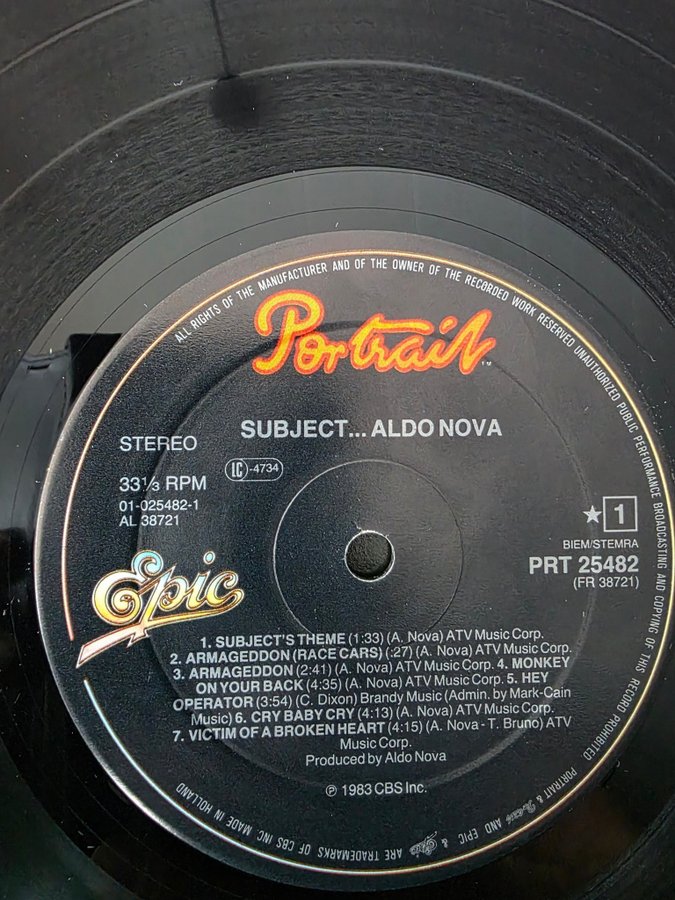 ALL RIGHTS OF THE MANUFACTURER AND OF THE OWNER OF THE RECORDED WORK RESERVED UNAUTHORIZED PUBLIC PERFORMANCE BROADCASTING AND COPYING OF THIS RECORD PROHIBITED
Portrait™
SUBJECT... ALDO NOVA
STEREO
LC-4734
33 1/3 RPM
01-025482-1
AL 38721
★ 1
BIEM/STEMRA
PRT 25482
(FR 38721)
Epic
1. SUBJECT'S THEME (1:33) (A. Nova) ATV Music Corp.
2. ARMAGEDDON (RACE CARS) (:27) (A. Nova) ATV Music Corp.
3. ARMAGEDDON (2:41) (A. Nova) ATV Music Corp. 4. MONKEY
ON YOUR BACK (4:35) (A. Nova) ATV Music Corp. 5. HEY
OPERATOR (3:54) (C. Dixon) Brandy Music (Admin. by Mark-Cain
Music) 6. CRY BABY CRY (4:13) (A. Nova) ATV Music Corp.
7. VICTIM OF A BROKEN HEART (4:15) (A. Nova - T. Bruno) ATV
Music Corp.
Produced by Aldo Nova
℗ 1983 CBS Inc.
PORTRAIT & Portrait AND EPIC & Epic ARE TRADEMARKS OF CBS INC MADE IN HOLLAND